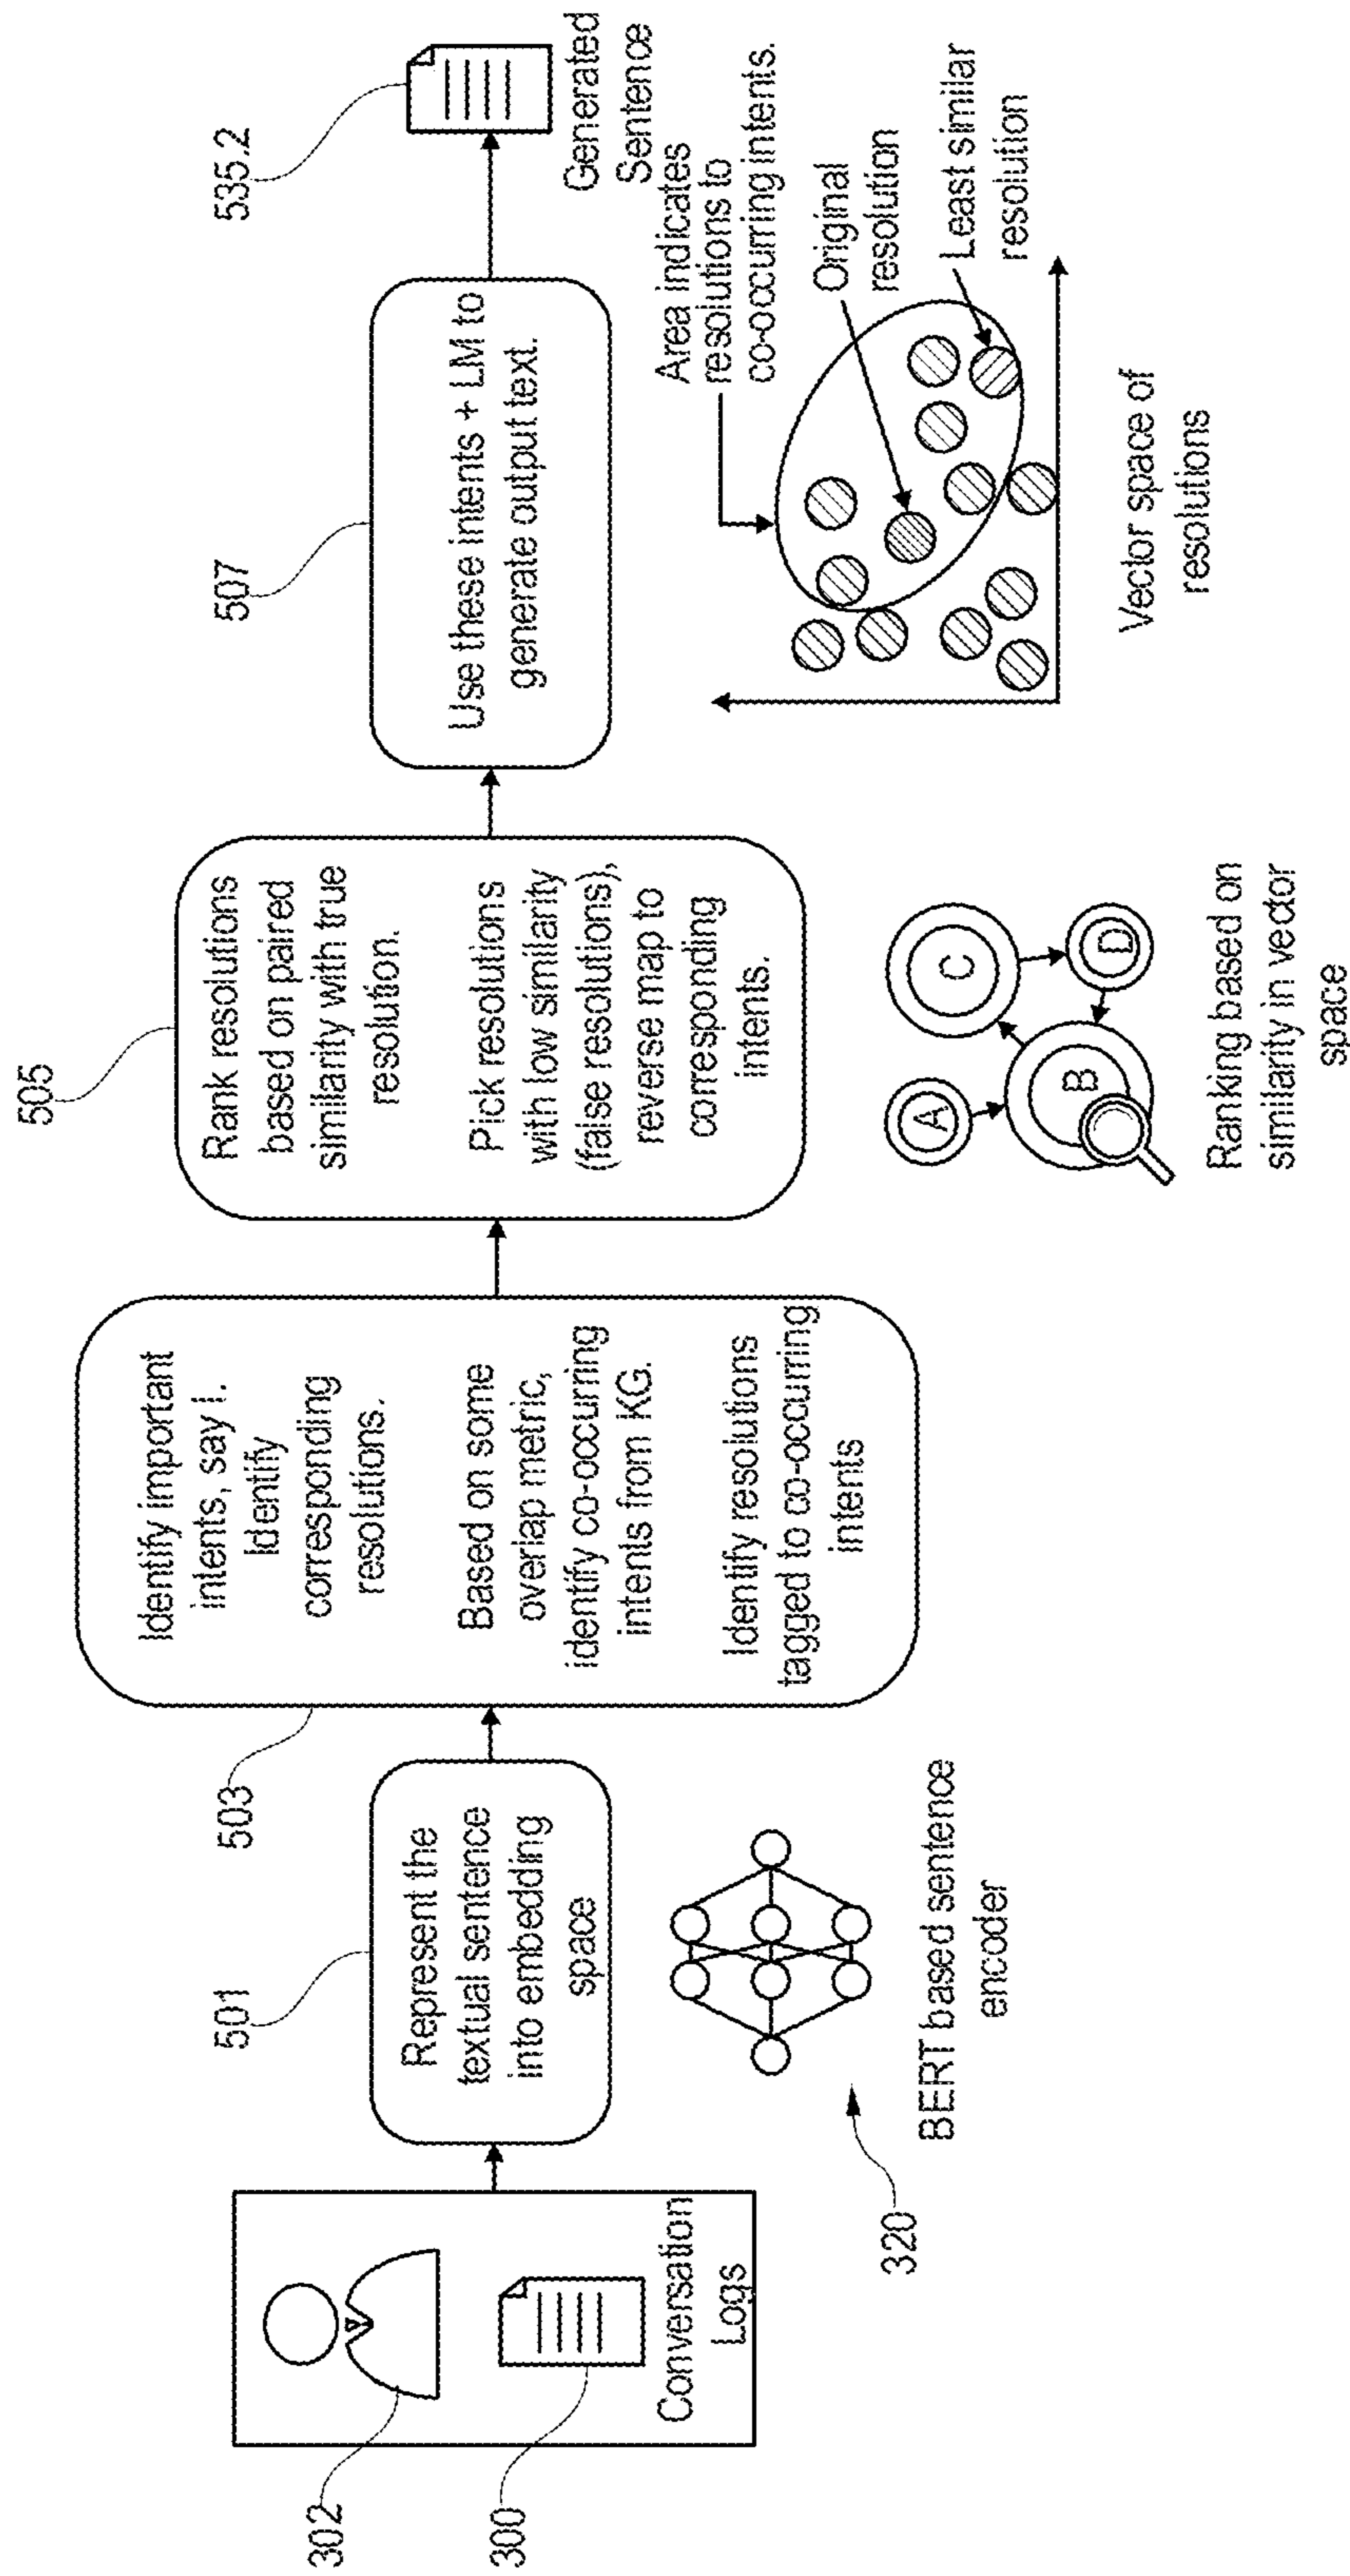 302
300
Conversation
Logs
501
Represent the
textual sentence
into embedding
space
320
BERT based sentence
encoder
503
Identify important
intents, say I.
Identify
corresponding
resolutions.
Based on some
overlap metric,
identify co-occurring
intents from KG.
Identify resolutions
tagged to co-occurring
intents
505
Rank resolutions
based on paired
similarity with true
resolution.
Pick resolutions
with low similarity
(false resolutions),
reverse map to
corresponding
intents.
A
B
C
D
Ranking based on
similarity in vector
space
507
Use these intents + LM to
generate output text.
535.2
Generated
Sentence
Area indicates
resolutions to
co-occurring intents.
Original
resolution
Least similar
resolution
Vector space of
resolutions